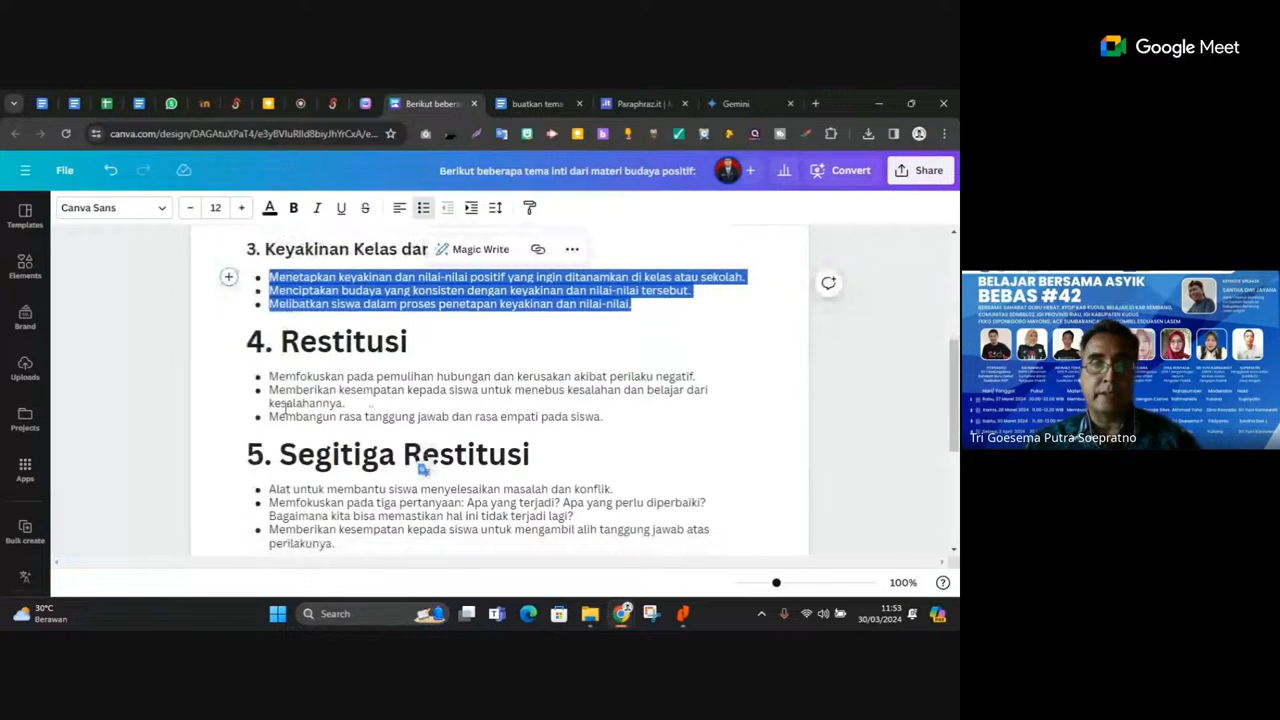 Google Meet
Berikut bebera
buatkan tema
Paraphraz.it |
Gemini
canva.com/design/DAGAtuXPaT4/e3yBVIuRlld8biyJhYrCxA/e...
File
Berikut beberapa tema inti dari materi budaya positif:
Convert
Share
Canva Sans
12
Templates
Elements
Brand
Uploads
Projects
Apps
Bulk create
3. Keyakinan Kelas dan
Magic Write
Menetapkan keyakinan dan nilai-nilai positif yang ingin ditanamkan di kelas atau sekolah.
Menciptakan budaya yang konsisten dengan keyakinan dan nilai-nilai tersebut.
Melibatkan siswa dalam proses penetapan keyakinan dan nilai-nilai.
4. Restitusi
Memfokuskan pada pemulihan hubungan dan kerusakan akibat perilaku negatif.
Memberikan kesempatan kepada siswa untuk menebus kesalahan dan belajar dari
kesalahannya.
Membangun rasa tanggung jawab dan rasa empati pada siswa.
5. Segitiga Restitusi
Alat untuk membantu siswa menyelesaikan masalah dan konflik.
Memfokuskan pada tiga pertanyaan: Apa yang terjadi? Apa yang perlu diperbaiki?
Bagaimana kita bisa memastikan hal ini tidak terjadi lagi?
Memberikan kesempatan kepada siswa untuk mengambil alih tanggung jawab atas
perilakunya.
100%
30°C
Berawan
Search
11:53
30/03/2024
BELAJAR BERSAMA ASYIK
BEBAS #42
SANTHA DWI JAYANA
Tri Goesema Putra Soepratno